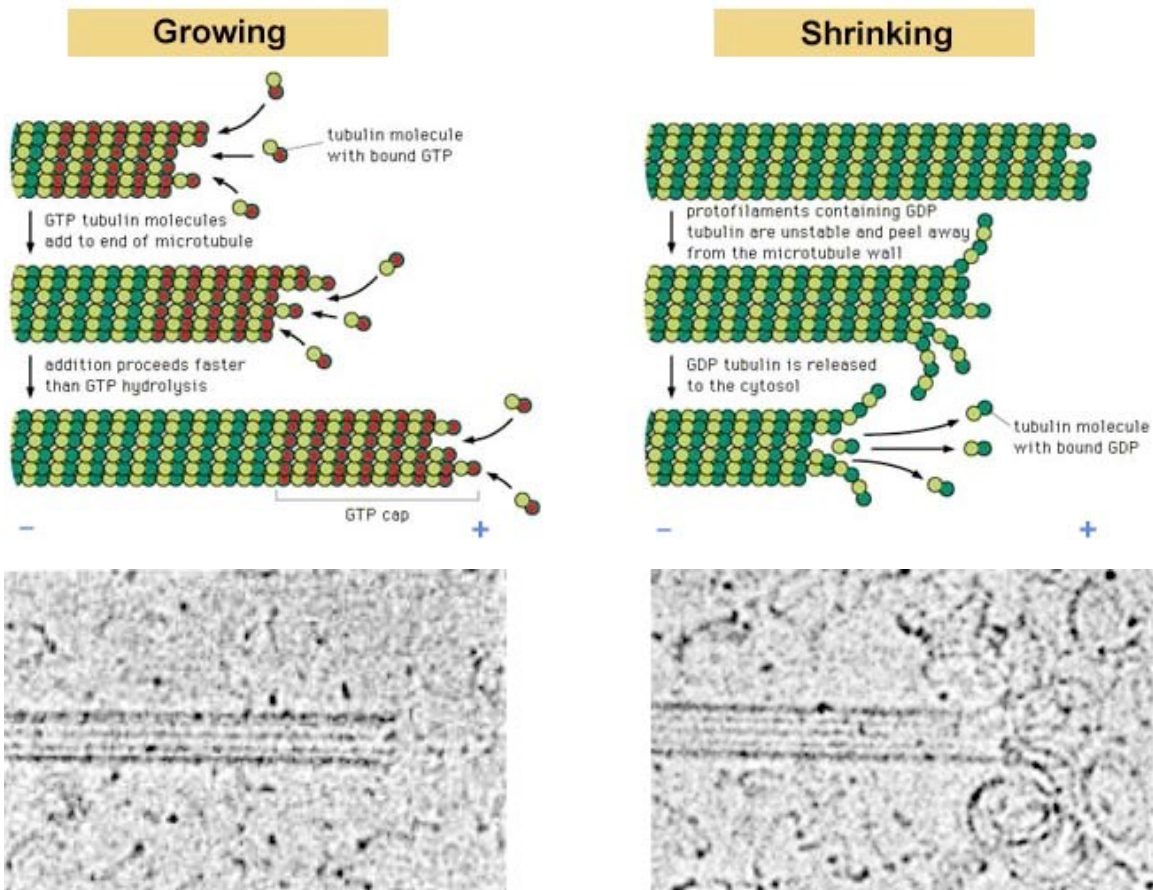 Growing
tubulin molecule
with bound GTP
GTP tubulin molecules
add to end of microtubule
addition proceeds faster
than GTP hydrolysis
GTP cap
– +
Shrinking
protofilaments containing GDP
tubulin are unstable and peel away
from the microtubule wall
GDP tubulin is released
to the cytosol
tubulin molecule
with bound GDP
– +